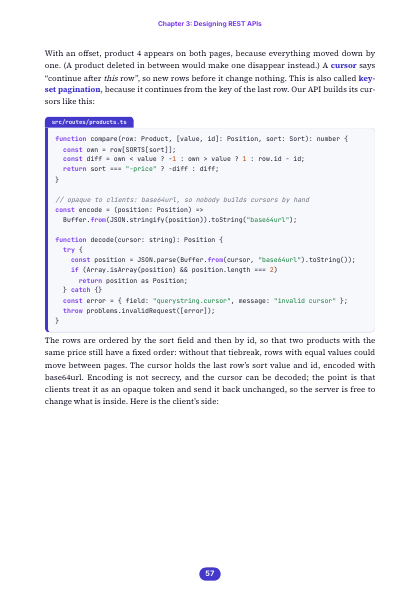 Chapter 3: Designing REST APIs
With an offset, product 4 appears on both pages, because everything moved down by
one. (A product deleted in between would make one disappear instead.) A cursor says
“continue after this row”, so new rows before it change nothing. This is also called key-
set pagination, because it continues from the key of the last row. Our API builds its cur-
sors like this:
src/routes/products.ts
function compare(row: Product, [value, id]: Position, sort: Sort): number {
  const own = row[SORTS[sort]];
  const diff = own < value ? -1 : own > value ? 1 : row.id - id;
  return sort === "-price" ? -diff : diff;
}
// opaque to clients: base64url, so nobody builds cursors by hand
const encode = (position: Position) =>
  Buffer.from(JSON.stringify(position)).toString("base64url");
function decode(cursor: string): Position {
  try {
    const position = JSON.parse(Buffer.from(cursor, "base64url").toString());
    if (Array.isArray(position) && position.length === 2)
      return position as Position;
  } catch {}
  const error = { field: "querystring.cursor", message: "invalid cursor" };
  throw problems.invalidRequest([error]);
}
The rows are ordered by the sort field and then by id, so that two products with the
same price still have a fixed order: without that tiebreak, rows with equal values could
move between pages. The cursor holds the last row’s sort value and id, encoded with
base64url. Encoding is not secrecy, and the cursor can be decoded; the point is that
clients treat it as an opaque token and send it back unchanged, so the server is free to
change what is inside. Here is the client’s side:
57